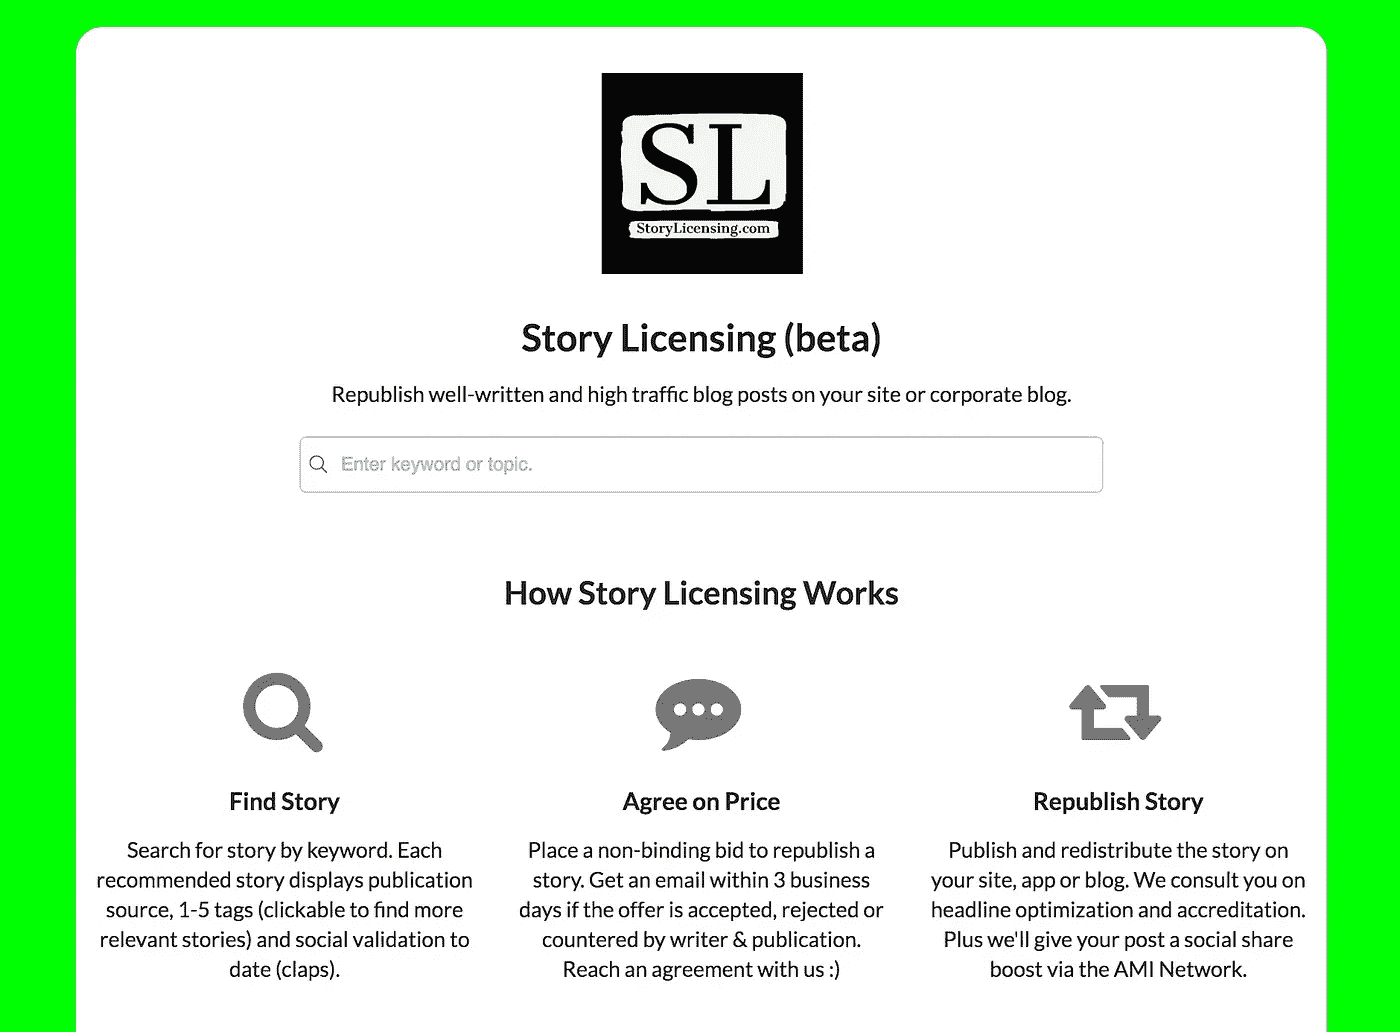 SL
StoryLicensing.com
Story Licensing (beta)
Republish well-written and high traffic blog posts on your site or corporate blog.
Enter keyword or topic.
How Story Licensing Works
Find Story
Search for story by keyword. Each
recommended story displays publication
source, 1-5 tags (clickable to find more
relevant stories) and social validation to
date (claps).
Agree on Price
Place a non-binding bid to republish a
story. Get an email within 3 business
days if the offer is accepted, rejected or
countered by writer & publication.
Reach an agreement with us :)
Republish Story
Publish and redistribute the story on
your site, app or blog. We consult you on
headline optimization and accreditation.
Plus we'll give your post a social share
boost via the AMI Network.